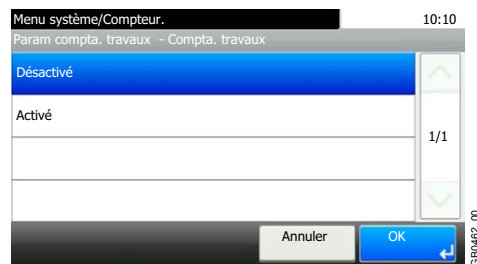 Menu système/Compteur. 10:10
Param compta. travaux - Compta. travaux
Désactivé
Activé
1/1
Annuler OK
GB0462_00